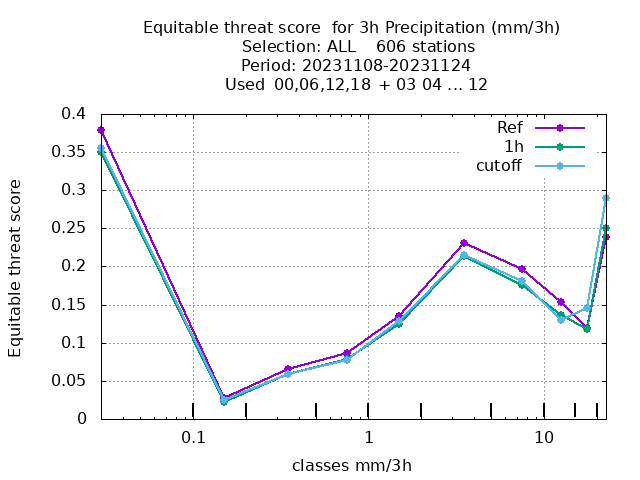 Equitable threat score  for 3h Precipitation (mm/3h)
Selection: ALL    606 stations
Period: 20231108-20231124
Used  00,06,12,18  + 03 04 ... 12
Ref
1h
cutoff
0.4
0.35
0.3
0.25
0.2
0.15
0.1
0.05
0
Equitable threat score
0.1
1
10
classes mm/3h